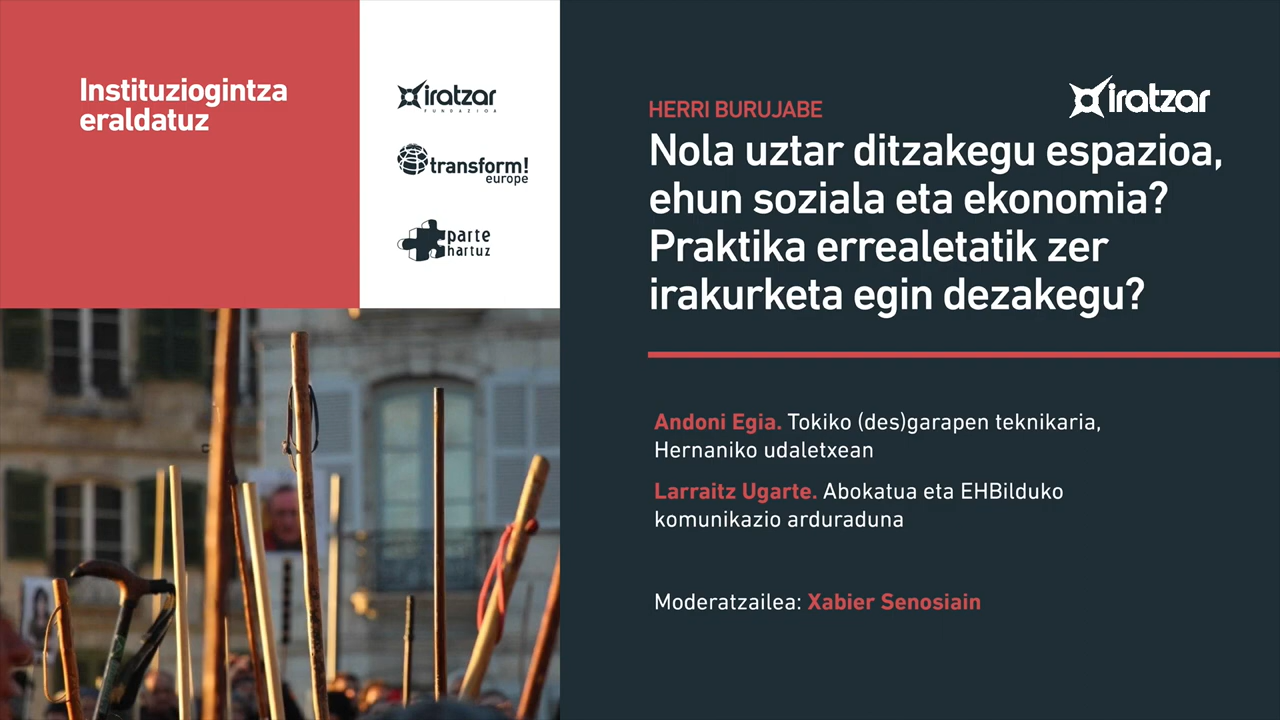 Instituziogintza
eraldatuz
iratzar
FUNDAZIOA
transform!
europe
parte
hartuz
iratzar
HERRI BURUJABE
Nola uztar ditzakegu espazioa,
ehun soziala eta ekonomia?
Praktika errealetatik zer
irakurketa egin dezakegu?
Andoni Egia. Tokiko (des)garapen teknikaria,
Hernaniko udaletxean
Larraitz Ugarte. Abokatua eta EHBilduko
komunikazio arduraduna
Moderatzailea: Xabier Senosiain